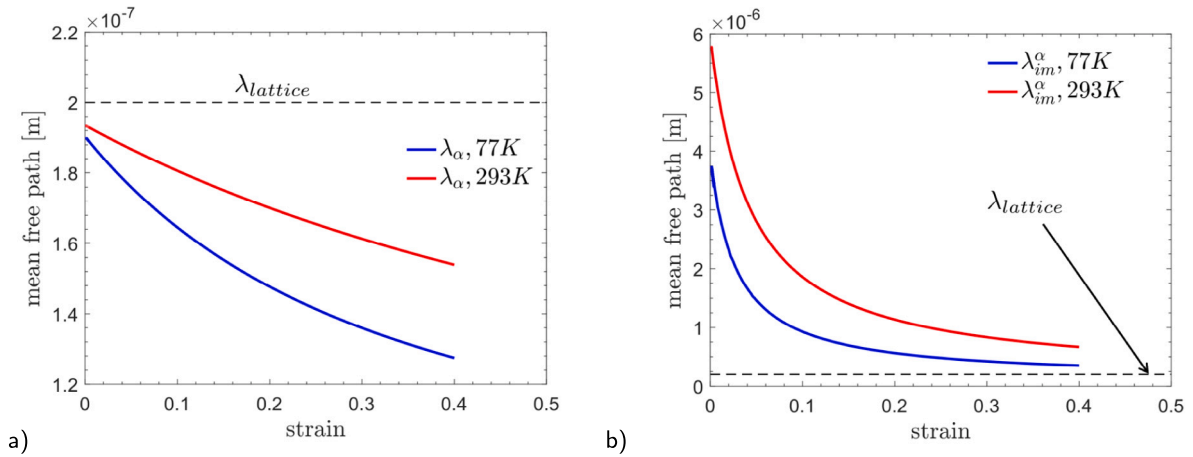 ×10⁻⁷
2.2
2
1.8
1.6
1.4
1.2
0
0.1
0.2
0.3
0.4
0.5
mean free path [m]
strain
λ_lattice
λ_α, 77K
λ_α, 293K
a)
×10⁻⁶
6
5
4
3
2
1
0
0
0.1
0.2
0.3
0.4
0.5
mean free path [m]
strain
λ^α_im, 77K
λ^α_im, 293K
λ_lattice
b)